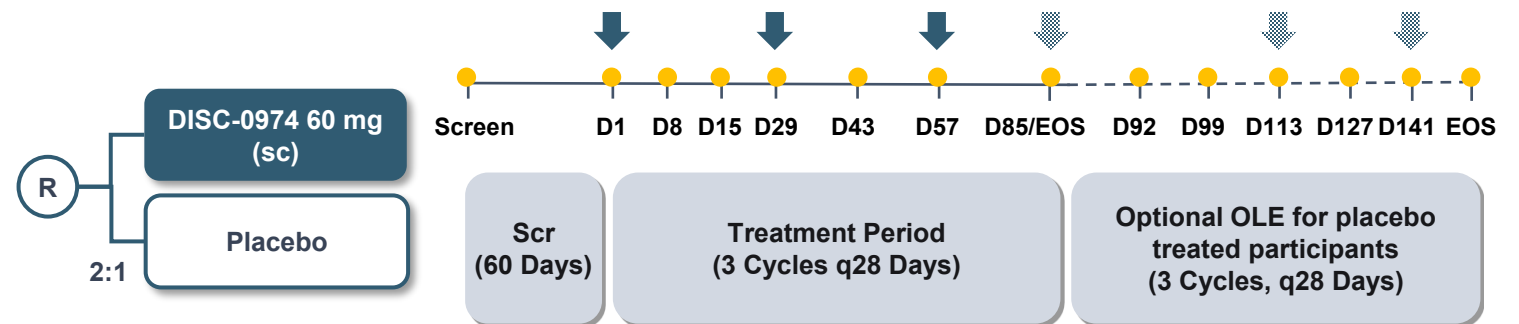 R
DISC-0974 60 mg
(sc)
Placebo
2:1
Screen D1 D8 D15 D29 D43 D57 D85/EOS D92 D99 D113 D127 D141 EOS
Scr
(60 Days)
Treatment Period
(3 Cycles q28 Days)
Optional OLE for placebo
treated participants
(3 Cycles, q28 Days)